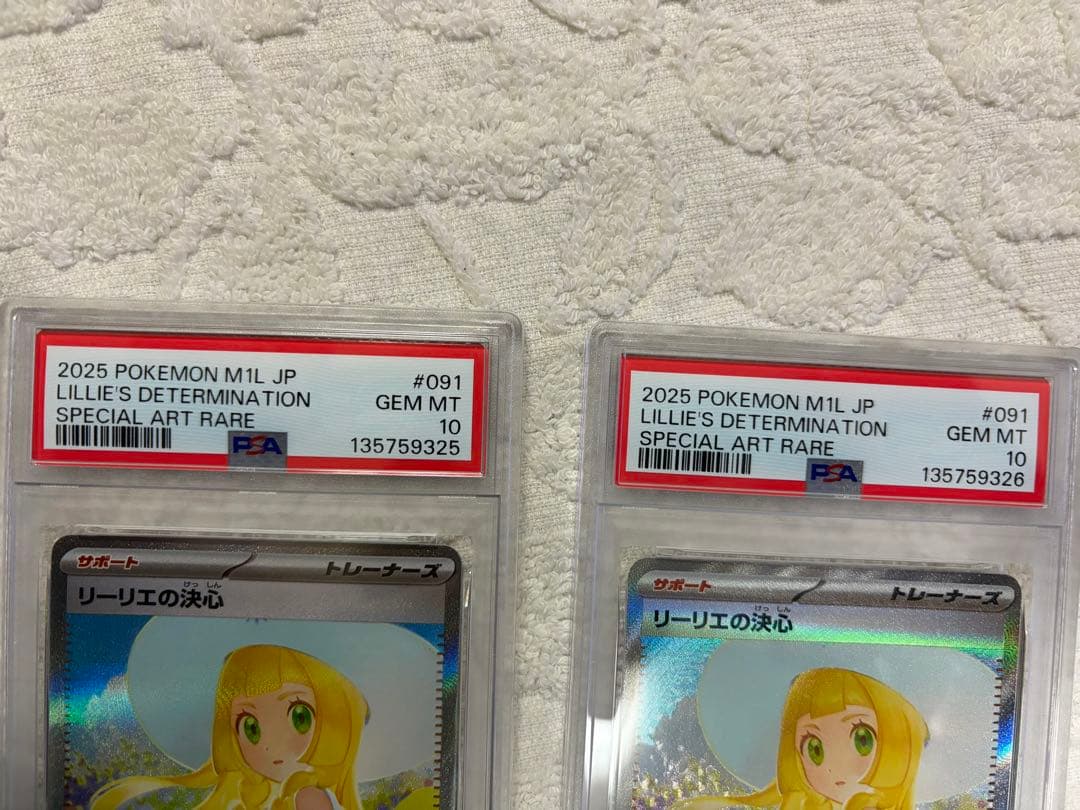 2025 POKEMON M1L JP #091
LILLIE'S DETERMINATION GEM MT
SPECIAL ART RARE 10
PSA 135759325
サポート トレーナーズ
けっ しん
リーリエの決心
2025 POKEMON M1L JP #091
LILLIE'S DETERMINATION GEM MT
SPECIAL ART RARE 10
PSA 135759326
サポート トレーナーズ
けっ しん
リーリエの決心